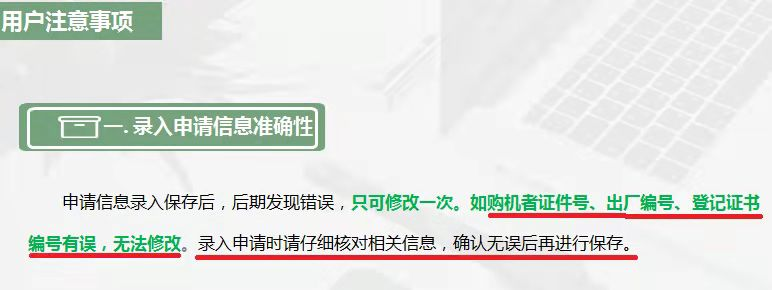 用户注意事项
一. 录入申请信息准确性
申请信息录入保存后，后期发现错误，只可修改一次。如购机者证件号、出厂编号、登记证书
编号有误，无法修改。录入申请时请仔细核对相关信息，确认无误后再进行保存。